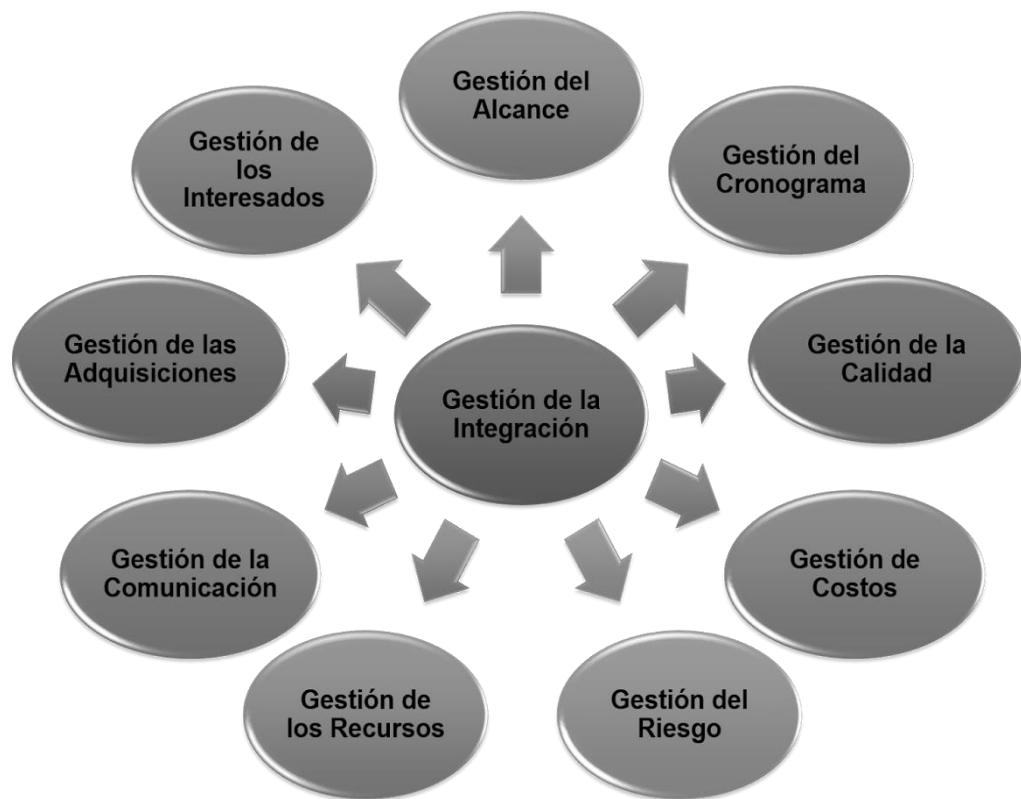 Gestión del
Alcance
Gestión del
Cronograma
Gestión de la
Calidad
Gestión de
Costos
Gestión del
Riesgo
Gestión de
los Recursos
Gestión de la
Comunicación
Gestión de las
Adquisiciones
Gestión de
los
Interesados
Gestión de la
Integración